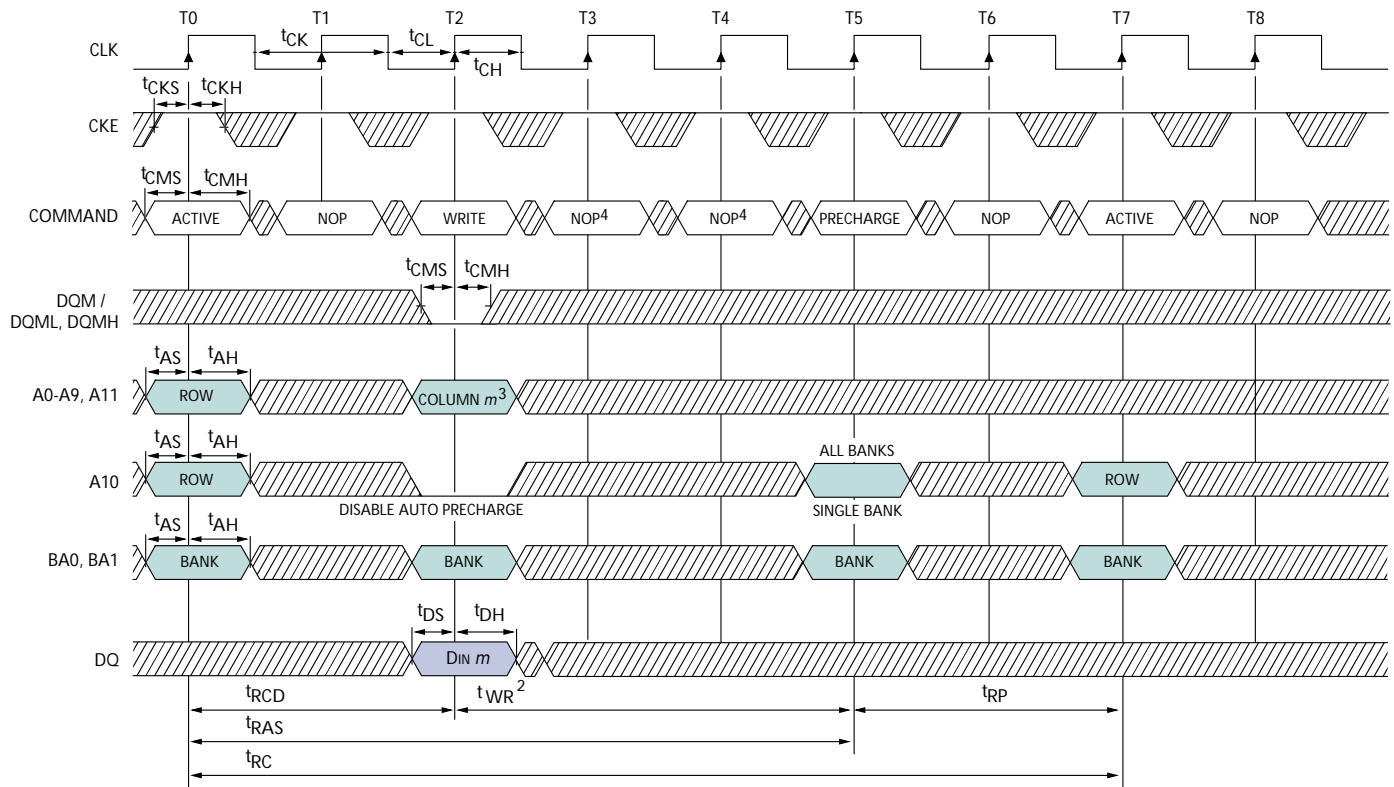 T0 T1 T2 T3 T4 T5 T6 T7 T8
CLK tCK tCL
tCH
tCKS tCKH
CKE
tCMS tCMH
COMMAND ACTIVE NOP WRITE NOP4 NOP4 PRECHARGE NOP ACTIVE NOP
tCMS tCMH
DQM /
DQML, DQMH
tAS tAH
A0-A9, A11 ROW COLUMN m3
tAS tAH
ALL BANKS
A10 ROW ROW
DISABLE AUTO PRECHARGE SINGLE BANK
tAS tAH
BA0, BA1 BANK BANK BANK BANK
tDS tDH
DQ DIN m
tRCD tWR2 tRP
tRAS
tRC